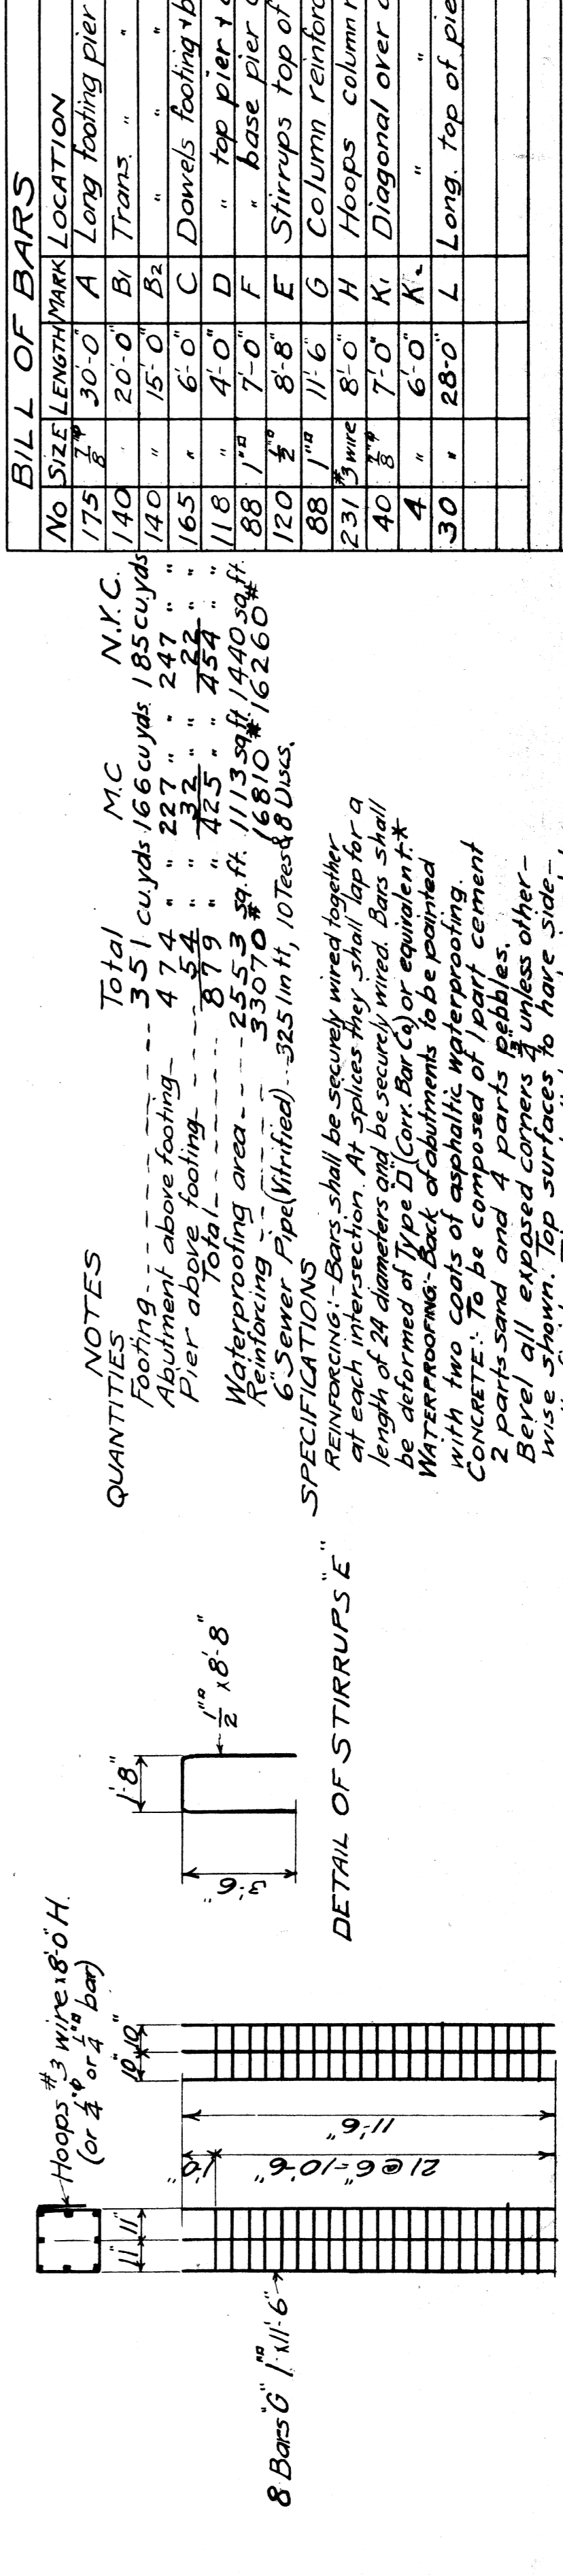 Hoops #3 wire x 8'-0" H.
(or 1/4"φ or 1/4"□ bar)
11" 11"
10" 10"
8 Bars "G" 1"□ x 11'-6"
1'-0"
21 @ 6" = 10'-6"
11'-6"
1'-8"
3'-6"
1/2"□ x 8'-8"
DETAIL OF STIRRUPS "E"
NOTES
QUANTITIES
Total M.C N.Y.C.
Footing --------- 351 cu.yds 166 cu yds. 185 cu.yds
Abutment above footing - 474 " " 227 " " 247 " "
Pier above footing ----- 54 " " 32 " " 22 " "
Total -------- 879 " " 425 " " 454 " "
Waterproofing area ---- 2553 sq. ft. 1113 sq.ft. 1440 sq.ft.
Reinforcing ------- 33070 # 16810 # 16260 #
6" Sewer Pipe (Vitrified) --- 325 lin ft, 10 Tees & 8 Discs.
SPECIFICATIONS
REINFORCING:- Bars shall be securely wired together
at each intersection. At splices they shall lap for a
length of 24 diameters and be securely wired. Bars shall
be deformed of Type "D" (Corr. Bar Co) or equivalent.*
WATERPROOFING:- Back of abutments to be painted
with two coats of asphaltic waterproofing.
CONCRETE:- To be composed of 1 part cement
2 parts sand and 4 parts pebbles.
Bevel all exposed corners 3/4" unless other-
wise shown. Top surfaces to have side-
BILL OF BARS
No SIZE LENGTH MARK LOCATION
175 7/8"φ 30'-0" A Long footing pier
140 " 20'-0" B1 Trans. " "
140 " 15'-0" B2 " " "
165 " 6'-0" C Dowels footing + b
118 " 4'-0" D " top pier +
88 1"□ 7'-0" F " base pier
120 1/2"□ 8'-8" E Stirrups top of
88 1"□ 11'-6" G Column reinforc
231 #3 wire 8'-0" H Hoops column r
40 7/8"φ 7'-0" K1 Diagonal over
4 " 6'-0" K2 " "
30 " 28'-0" L Long. top of pie